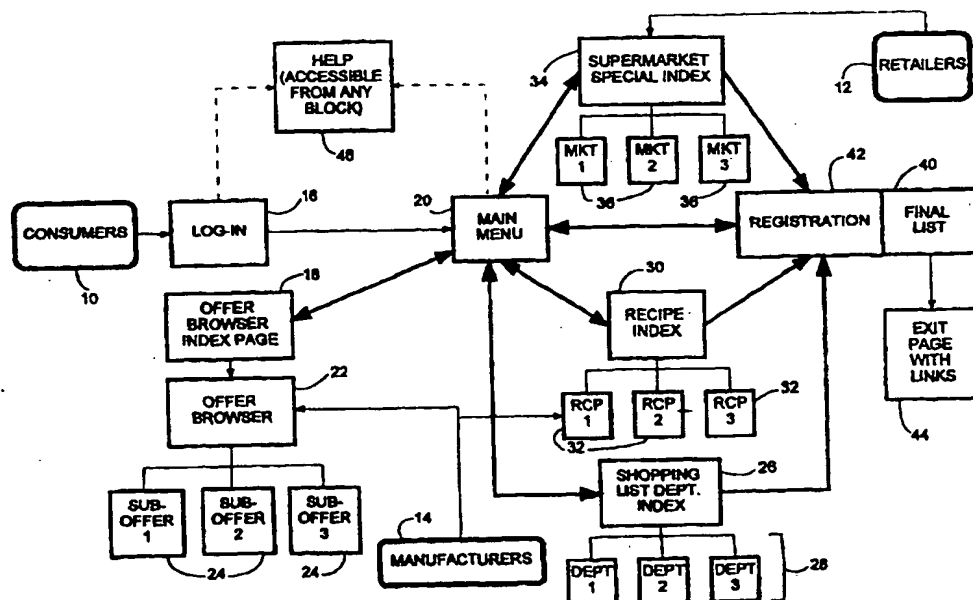 HELP
(ACCESSIBLE
FROM ANY
BLOCK)
48
34
SUPERMARKET
SPECIAL INDEX
12
RETAILERS
MKT
1
MKT
2
MKT
3
36
36
42
40
REGISTRATION
FINAL
LIST
16
20
CONSUMERS
LOG-IN
MAIN
MENU
10
18
30
OFFER
BROWSER
INDEX PAGE
RECIPE
INDEX
EXIT
PAGE
WITH
LINKS
44
22
OFFER
BROWSER
RCP
1
RCP
2
RCP
3
32
32
26
SHOPPING
LIST DEPT.
INDEX
SUB-
OFFER
1
SUB-
OFFER
2
SUB-
OFFER
3
24
24
14
MANUFACTURERS
DEPT
1
DEPT
2
DEPT
3
28